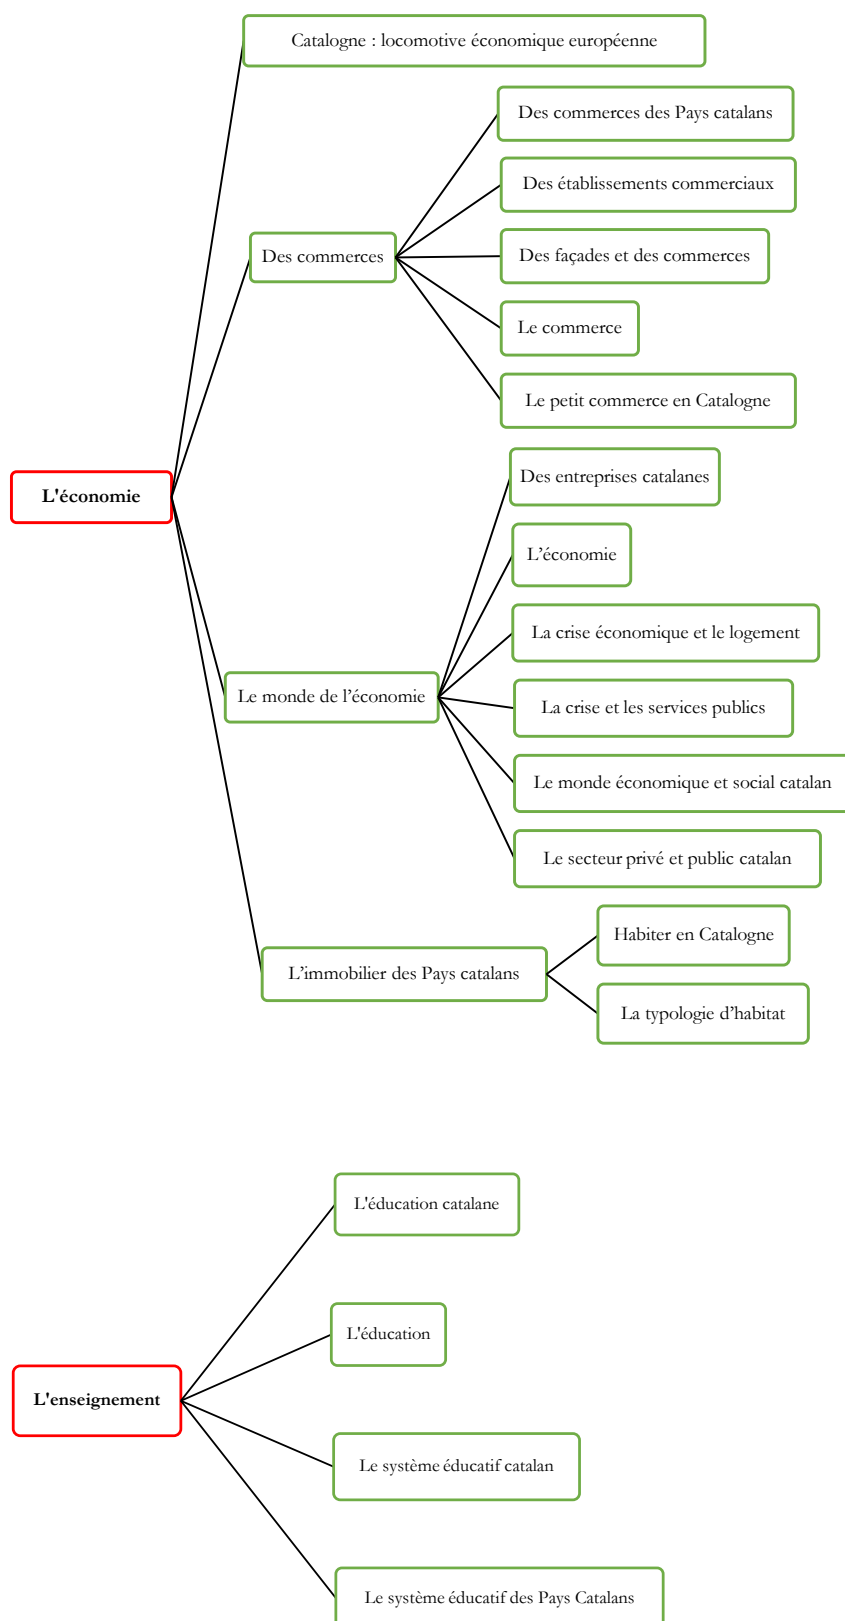 Catalogne : locomotive économique européenne
Des commerces des Pays catalans
Des établissements commerciaux
Des commerces
Des façades et des commerces
Le commerce
Le petit commerce en Catalogne
L'économie
Des entreprises catalanes
L’économie
La crise économique et le logement
Le monde de l’économie
La crise et les services publics
Le monde économique et social catalan
Le secteur privé et public catalan
L’immobilier des Pays catalans
Habiter en Catalogne
La typologie d’habitat
L'éducation catalane
L'éducation
L'enseignement
Le système éducatif catalan
Le système éducatif des Pays Catalans